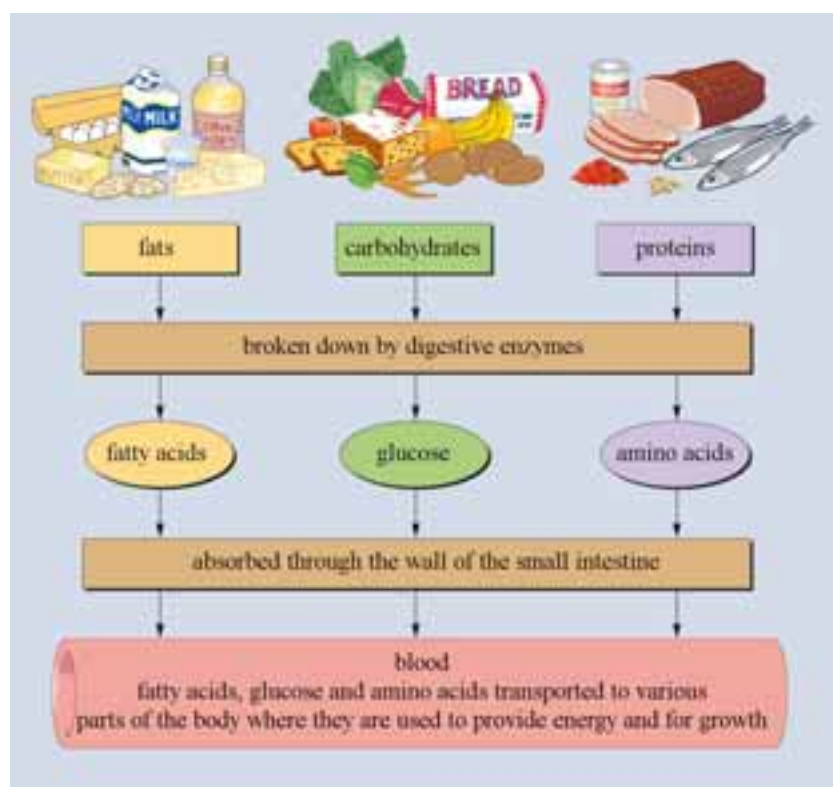 MILK
BREAD
fats
carbohydrates
proteins
broken down by digestive enzymes
fatty acids
glucose
amino acids
absorbed through the wall of the small intestine
blood
fatty acids, glucose and amino acids transported to various
parts of the body where they are used to provide energy and for growth